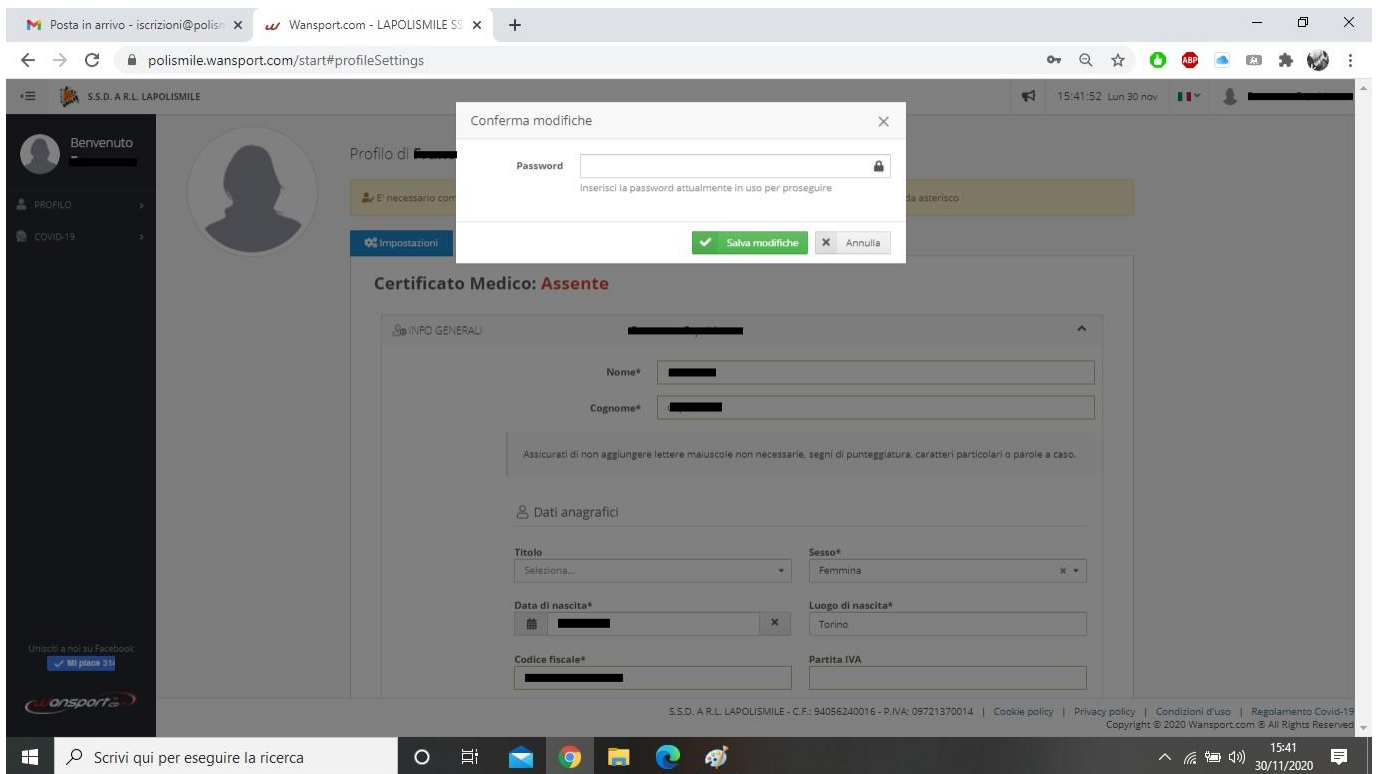 Posta in arrivo - iscrizioni@polisn
Wansport.com - LAPOLISMILE SS
polismile.wansport.com/start#profileSettings
ABP
S.S.D. A R.L. LAPOLISMILE
15:41:52 Lun 30 nov
Conferma modifiche
Password
Inserisci la password attualmente in uso per proseguire
Salva modifiche
Annulla
Benvenuto
PROFILO
COVID-19
Profilo di
E' necessario com
da asterisco
Impostazioni
Certificato Medico: Assente
INFO GENERALI
Nome*
Cognome*
Assicurati di non aggiungere lettere maiuscole non necessarie, segni di punteggiatura, caratteri particolari o parole a caso.
Dati anagrafici
Titolo
Sesso*
Seleziona...
Femmina
Data di nascita*
Luogo di nascita*
Torino
Codice fiscale*
Partita IVA
Unisciti a noi su Facebook
Mi piace 314
wansport.com
S.S.D. A R.L. LAPOLISMILE - C.F.: 94056240016 - P.IVA: 09721370014 | Cookie policy | Privacy policy | Condizioni d'uso | Regolamento Covid-19
Copyright © 2020 Wansport.com ® All Rights Reserved
Scrivi qui per eseguire la ricerca
15:41
30/11/2020